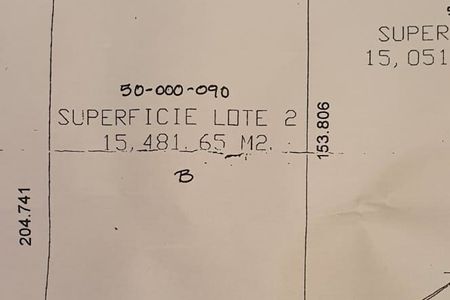 SUPER
15,051
50-000-090
SUPERFICIE LOTE 2
15,481.65 M2.
B
153.806
204.741